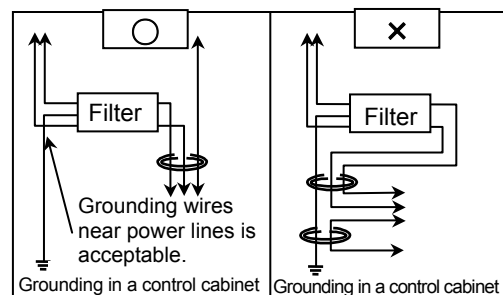 ○
×
Filter
Filter
Grounding wires
near power lines is
acceptable.
Grounding in a control cabinet
Grounding in a control cabinet